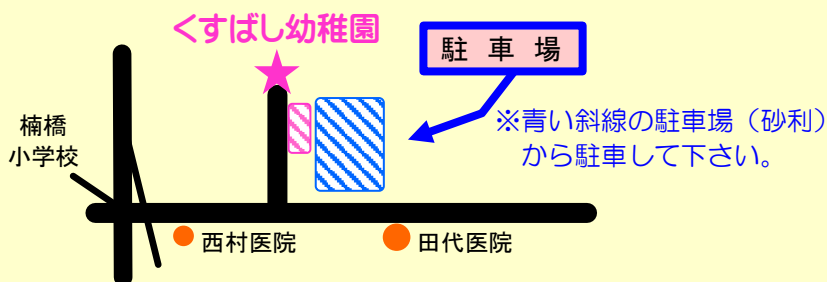 くすばし幼稚園
駐 車 場
※青い斜線の駐車場（砂利）
から駐車して下さい。
楠橋
小学校
西村医院
田代医院